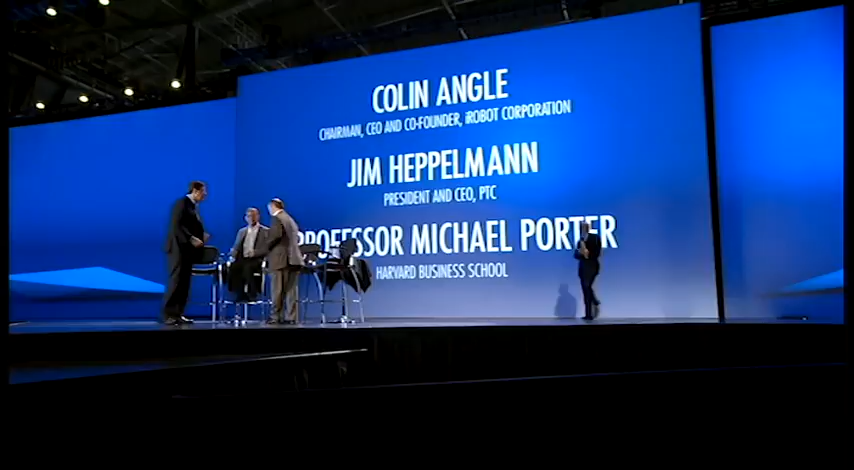 COLIN ANGLE
CHAIRMAN, CEO AND CO-FOUNDER, iROBOT CORPORATION
JIM HEPPELMANN
PRESIDENT AND CEO, PTC
PROFESSOR MICHAEL PORTER
HARVARD BUSINESS SCHOOL